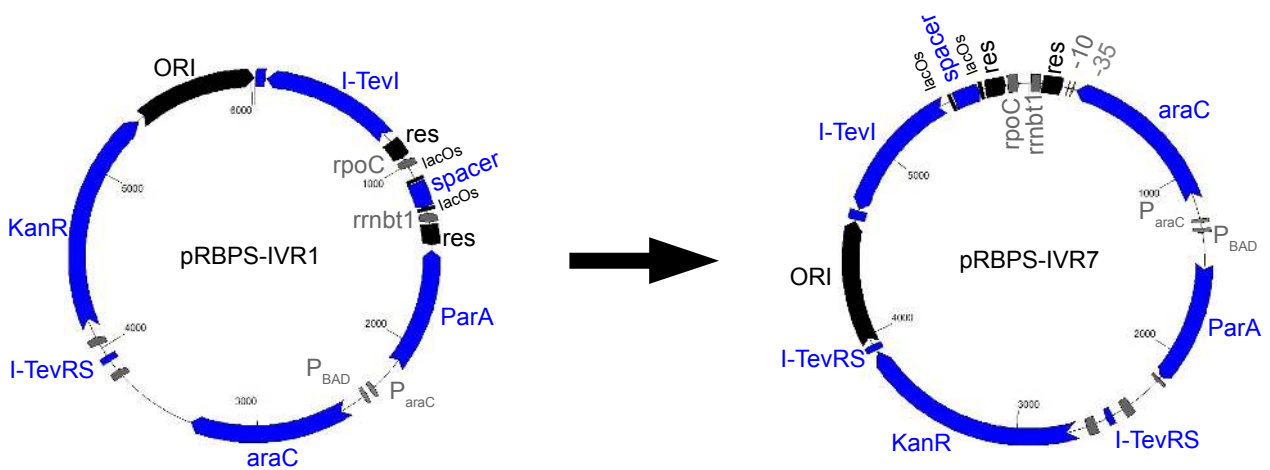 ORI
I-TevI
6000
res
rpoC
1000
lacOs
spacer
lacOs
rrnbt1
res
KanR
5000
pRBPS-IVR1
ParA
2000
4000
I-TevRS
P BAD
P araC
3000
araC
lacOs
spacer
lacOs
res
rpoC
rrnbt1
res
-10
-35
araC
I-TevI
5000
1000
P araC
P BAD
ORI
pRBPS-IVR7
4000
I-TevRS
2000
ParA
3000
KanR
I-TevRS